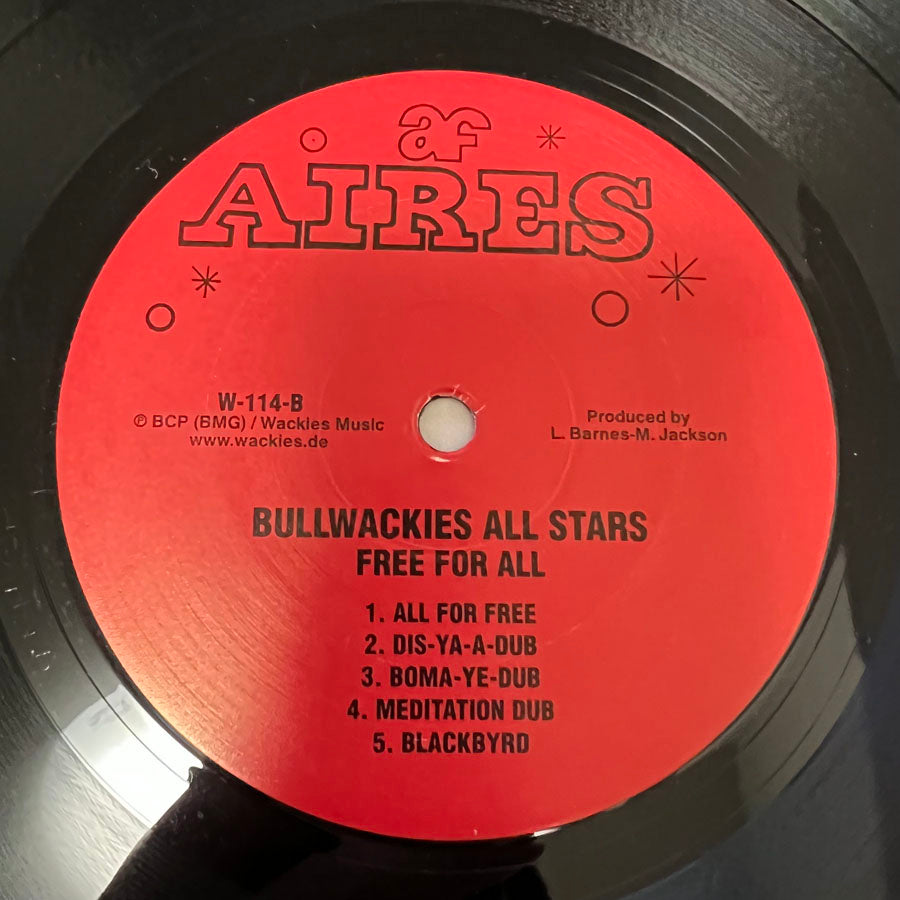 af
AIRES
W-114-B
℗ BCP (BMG) / Wackies Music
www.wackies.de
Produced by
L. Barnes-M. Jackson
BULLWACKIES ALL STARS
FREE FOR ALL
1. ALL FOR FREE
2. DIS-YA-A-DUB
3. BOMA-YE-DUB
4. MEDITATION DUB
5. BLACKBYRD